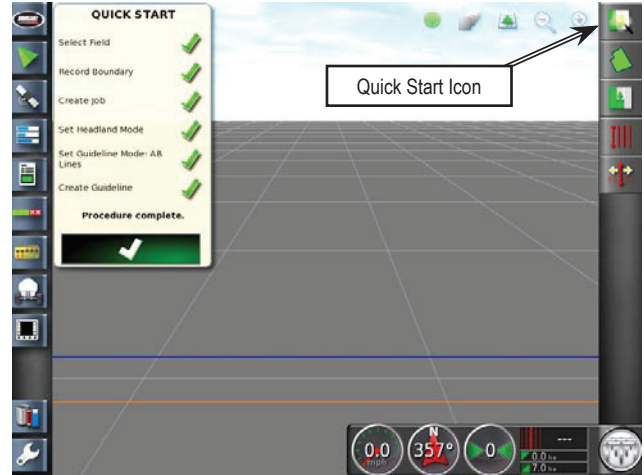 QUICK START
Select Field
Record Boundary
Create Job
Set Headland Mode
Set Guideline Mode: AB
Lines
Create Guideline
Procedure complete.
Quick Start Icon
0.0
mph
N
357°
0
---
0.0 ha
7.0 ha